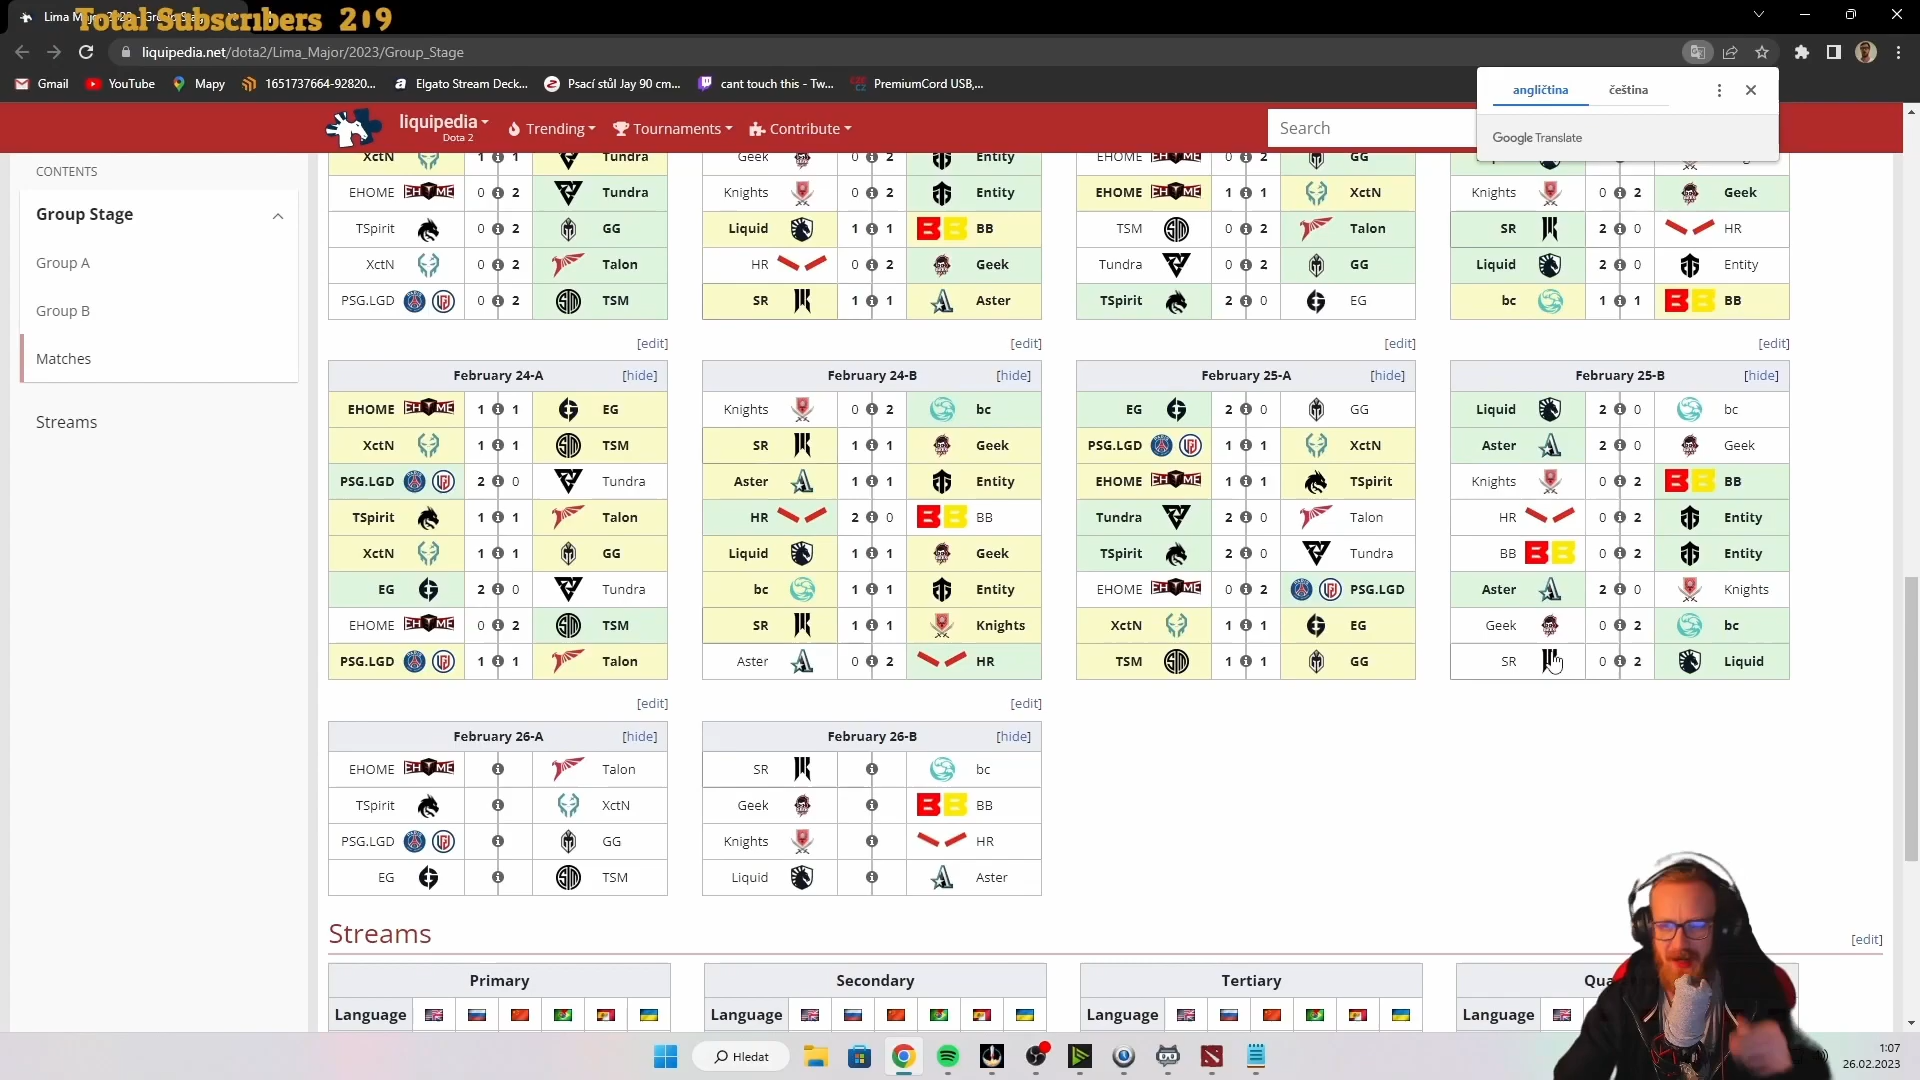 Total Subscribers 219
liquipedia.net/dota2/Lima_Major/2023/Group_Stage
Gmail YouTube Mapy 1651737664-92820... Elgato Stream Deck... Psací stůl Jay 90 cm... cant touch this - Tw... PremiumCord USB,...
angličtina čeština
Google Translate
liquipedia Dota 2 Trending Tournaments Contribute Search
CONTENTS
Group Stage
Group A
Group B
Matches
Streams
XctN 1 1 Tundra
EHOME 0 2 Tundra
TSpirit 0 2 GG
XctN 0 2 Talon
PSG.LGD 0 2 TSM
Geek 0 2 Entity
Knights 0 2 Entity
Liquid 1 1 BB
HR 0 2 Geek
SR 1 1 Aster
EHOME 0 2 GG
EHOME 1 1 XctN
TSM 0 2 Talon
Tundra 0 2 GG
TSpirit 2 0 EG
Knights 0 2 Geek
SR 2 0 HR
Liquid 2 0 Entity
bc 1 1 BB
[edit] [edit] [edit] [edit]
February 24-A [hide]
EHOME 1 1 EG
XctN 1 1 TSM
PSG.LGD 2 0 Tundra
TSpirit 1 1 Talon
XctN 1 1 GG
EG 2 0 Tundra
EHOME 0 2 TSM
PSG.LGD 1 1 Talon
February 24-B [hide]
Knights 0 2 bc
SR 1 1 Geek
Aster 1 1 Entity
HR 2 0 BB
Liquid 1 1 Geek
bc 1 1 Entity
SR 1 1 Knights
Aster 0 2 HR
February 25-A [hide]
EG 2 0 GG
PSG.LGD 1 1 XctN
EHOME 1 1 TSpirit
Tundra 2 0 Talon
TSpirit 2 0 Tundra
EHOME 0 2 PSG.LGD
XctN 1 1 EG
TSM 1 1 GG
February 25-B [hide]
Liquid 2 0 bc
Aster 2 0 Geek
Knights 0 2 BB
HR 0 2 Entity
BB 0 2 Entity
Aster 2 0 Knights
Geek 0 2 bc
SR 0 2 Liquid
[edit] [edit]
February 26-A [hide]
EHOME Talon
TSpirit XctN
PSG.LGD GG
EG TSM
February 26-B [hide]
SR bc
Geek BB
Knights HR
Liquid Aster
Streams [edit]
Primary Secondary Tertiary
Language Language Language Language
Hledat
1:07
26.02.2023